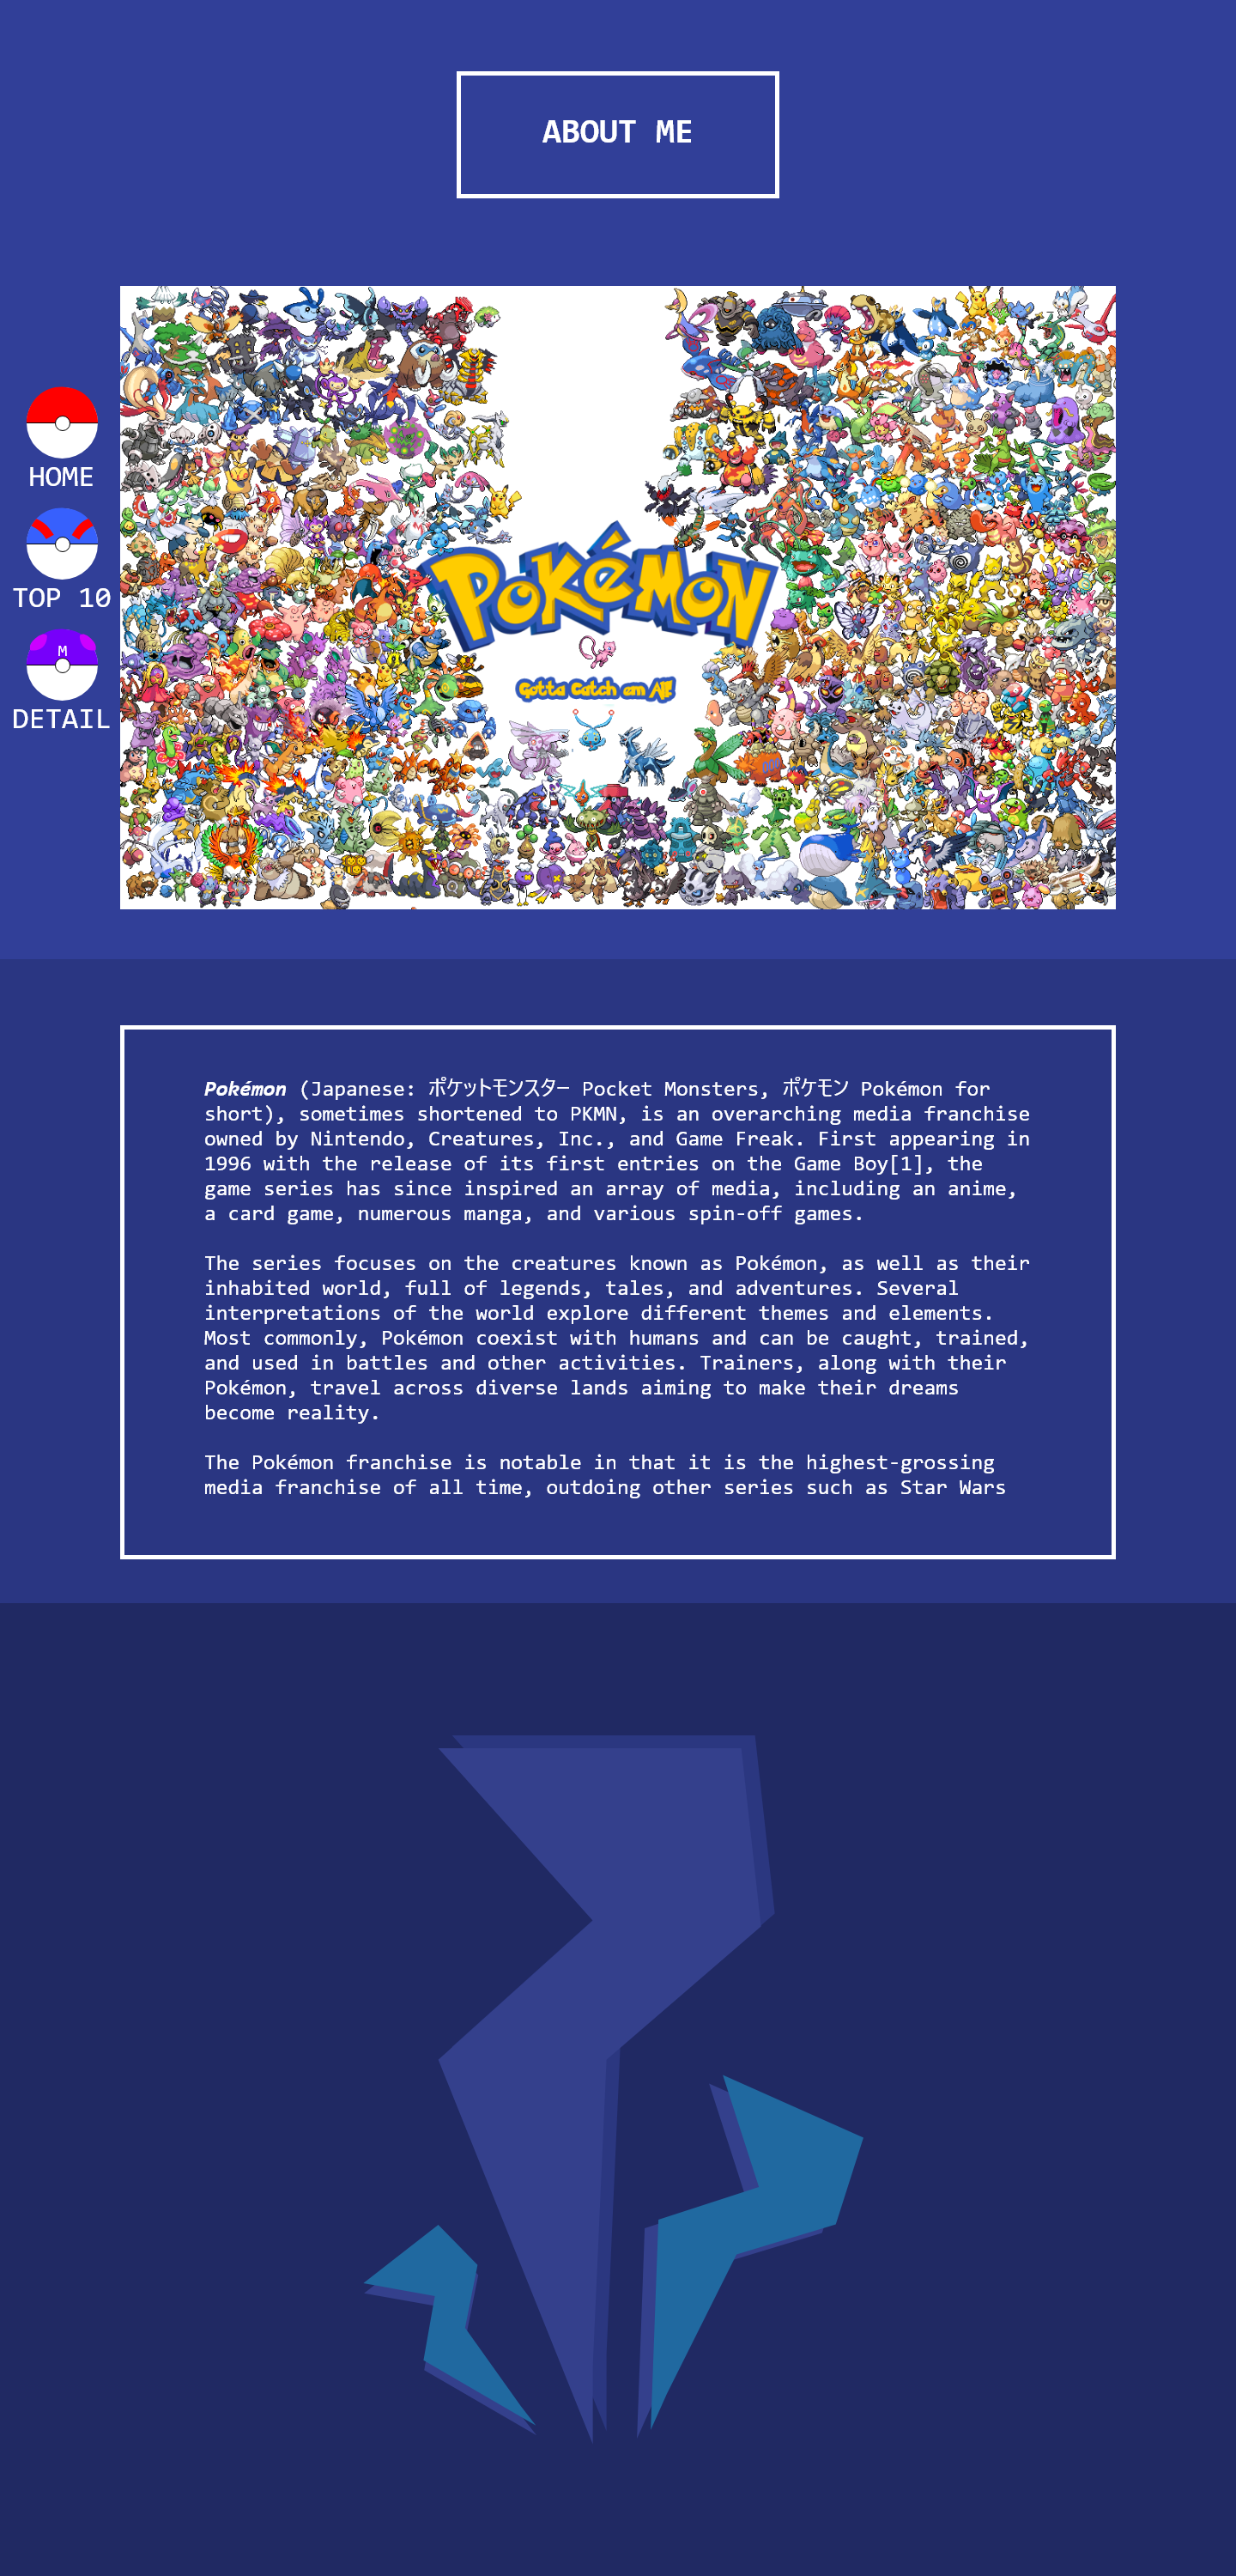 ABOUT ME
HOME
TOP 10
M
DETAIL
POKéMON
Gotta Catch em All!
Pokémon (Japanese: ポケットモンスター Pocket Monsters, ポケモン Pokémon for
short), sometimes shortened to PKMN, is an overarching media franchise
owned by Nintendo, Creatures, Inc., and Game Freak. First appearing in
1996 with the release of its first entries on the Game Boy[1], the
game series has since inspired an array of media, including an anime,
a card game, numerous manga, and various spin-off games.
The series focuses on the creatures known as Pokémon, as well as their
inhabited world, full of legends, tales, and adventures. Several
interpretations of the world explore different themes and elements.
Most commonly, Pokémon coexist with humans and can be caught, trained,
and used in battles and other activities. Trainers, along with their
Pokémon, travel across diverse lands aiming to make their dreams
become reality.
The Pokémon franchise is notable in that it is the highest-grossing
media franchise of all time, outdoing other series such as Star Wars